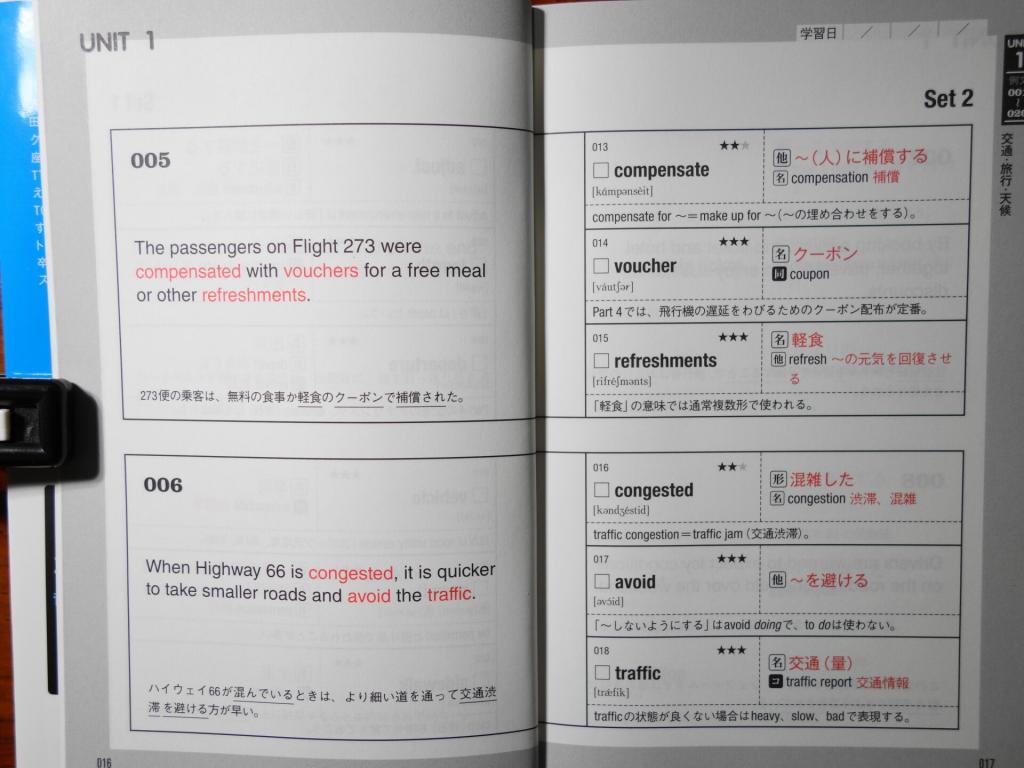 UNIT 1
005
The passengers on Flight 273 were
compensated with vouchers for a free meal
or other refreshments.
273便の乗客は、無料の食事か軽食のクーポンで補償された。
006
When Highway 66 is congested, it is quicker
to take smaller roads and avoid the traffic.
ハイウェイ66が混んでいるときは、より細い道を通って交通渋
滞を避ける方が早い。
016
学習日 / / /
Set 2
013 ★★★
compensate
[kámpənsèit]
他 〜(人)に補償する
名 compensation 補償
compensate for 〜=make up for 〜(〜の埋め合わせをする)。
014 ★★★
voucher
[váutʃər]
名 クーポン
同 coupon
Part 4では、飛行機の遅延をわびるためのクーポン配布が定番。
015 ★★★
refreshments
[rifréʃmənts]
名 軽食
他 refresh 〜の元気を回復させ
る
「軽食」の意味では通常複数形で使われる。
016 ★★★
congested
[kəndʒéstid]
形 混雑した
名 congestion 渋滞、混雑
traffic congestion=traffic jam(交通渋滞)。
017 ★★★
avoid
[əvɔ́id]
他 〜を避ける
「〜しないようにする」はavoid doingで、to doは使わない。
018 ★★★
traffic
[trǽfik]
名 交通(量)
コ traffic report 交通情報
trafficの状態が良くない場合はheavy、slow、badで表現する。
017
1
交通・旅行・天候